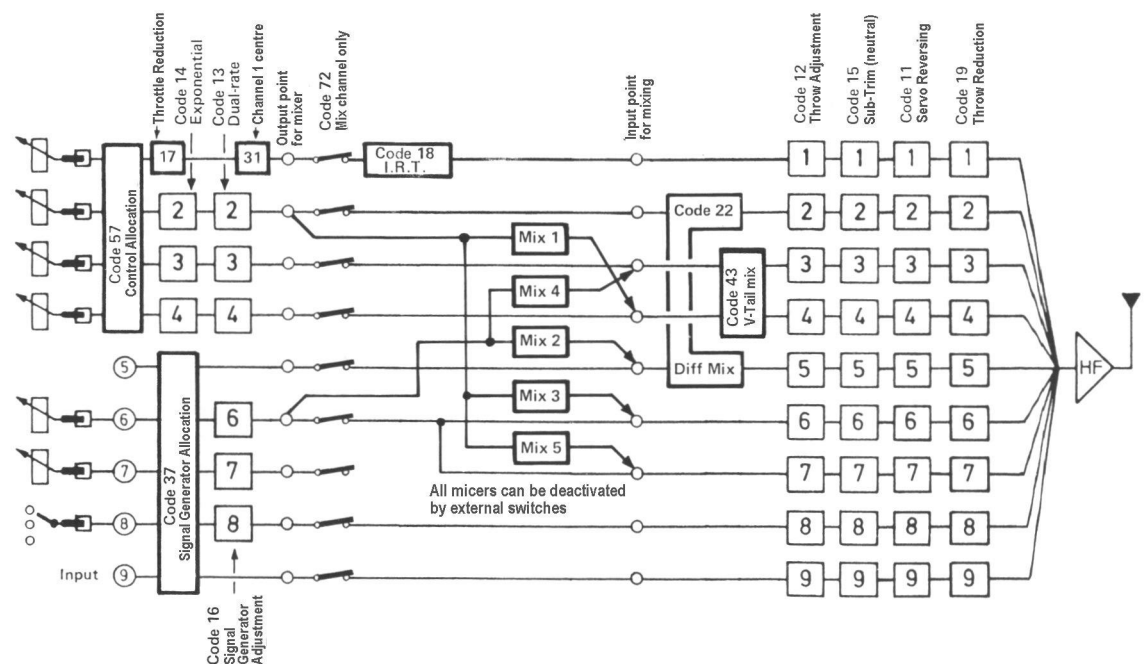 Throttle Reduction
Code 14
Exponential
Code 13
Dual-rate
Channel 1 centre
Output point
for mixer
Code 72
Mix channel only
Input point
for mixing
Code 12
Throw Adjustment
Code 15
Sub-Trim (neutral)
Code 11
Servo Reversing
Code 19
Throw Reduction
17 31 Code 18 1 1 1 1
I.R.T.
2 2 Code 22 2 2 2 2
Code 57
Control Allocation
Mix 1
3 3 3 3 3 3
Code 43
V-Tail mix
Mix 4
4 4 4 4 4 4
Mix 2
5 Diff Mix 5 5 5 5
HF
Mix 3
6 6 6 6 6 6
Code 37
Signal Generator Allocation
Mix 5
7 7 7 7 7 7
All micers can be deactivated
by external switches
8 8 8 8 8 8
Input 9 9 9 9 9
Code 16
Signal
Generator
Adjustment